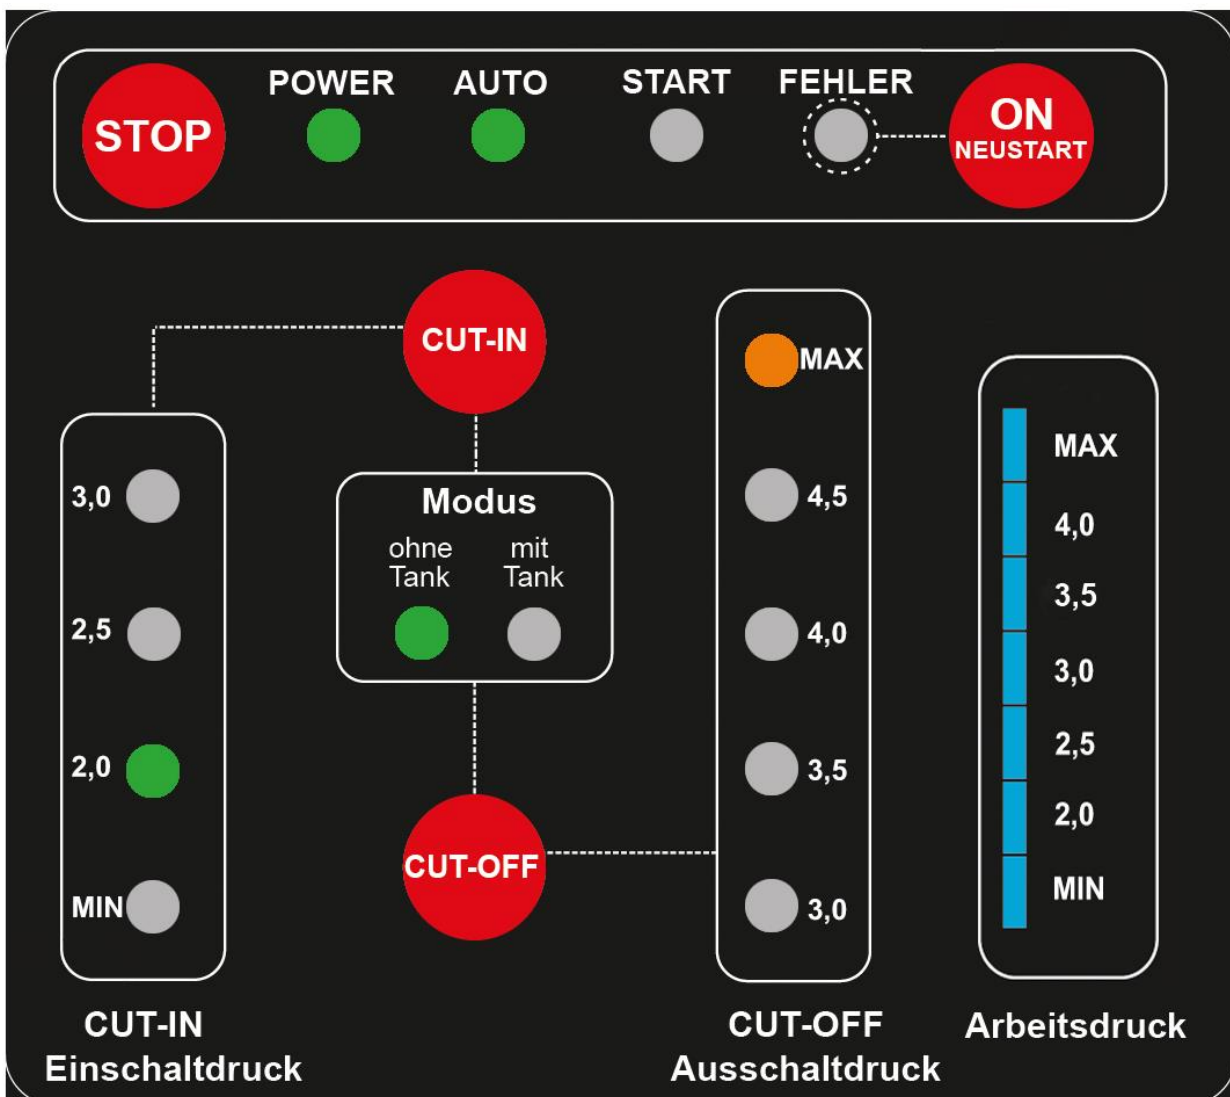 STOP
POWER
AUTO
START
FEHLER
ON
NEUSTART
CUT-IN
3,0
2,5
2,0
MIN
CUT-IN
Einschaltdruck
Modus
ohne
Tank
mit
Tank
CUT-OFF
MAX
4,5
4,0
3,5
3,0
CUT-OFF
Ausschaltdruck
MAX
4,0
3,5
3,0
2,5
2,0
MIN
Arbeitsdruck